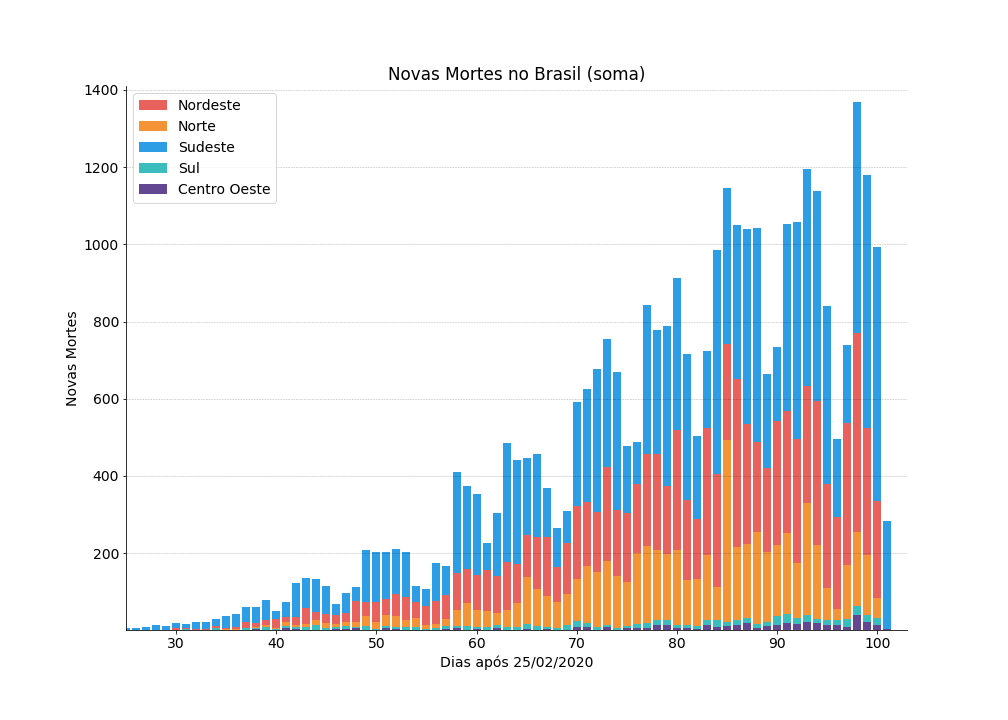 Novas Mortes no Brasil (soma)
1400
1200
1000
800
600
400
200
Novas Mortes
Nordeste
Norte
Sudeste
Sul
Centro Oeste
30 40 50 60 70 80 90 100
Dias após 25/02/2020